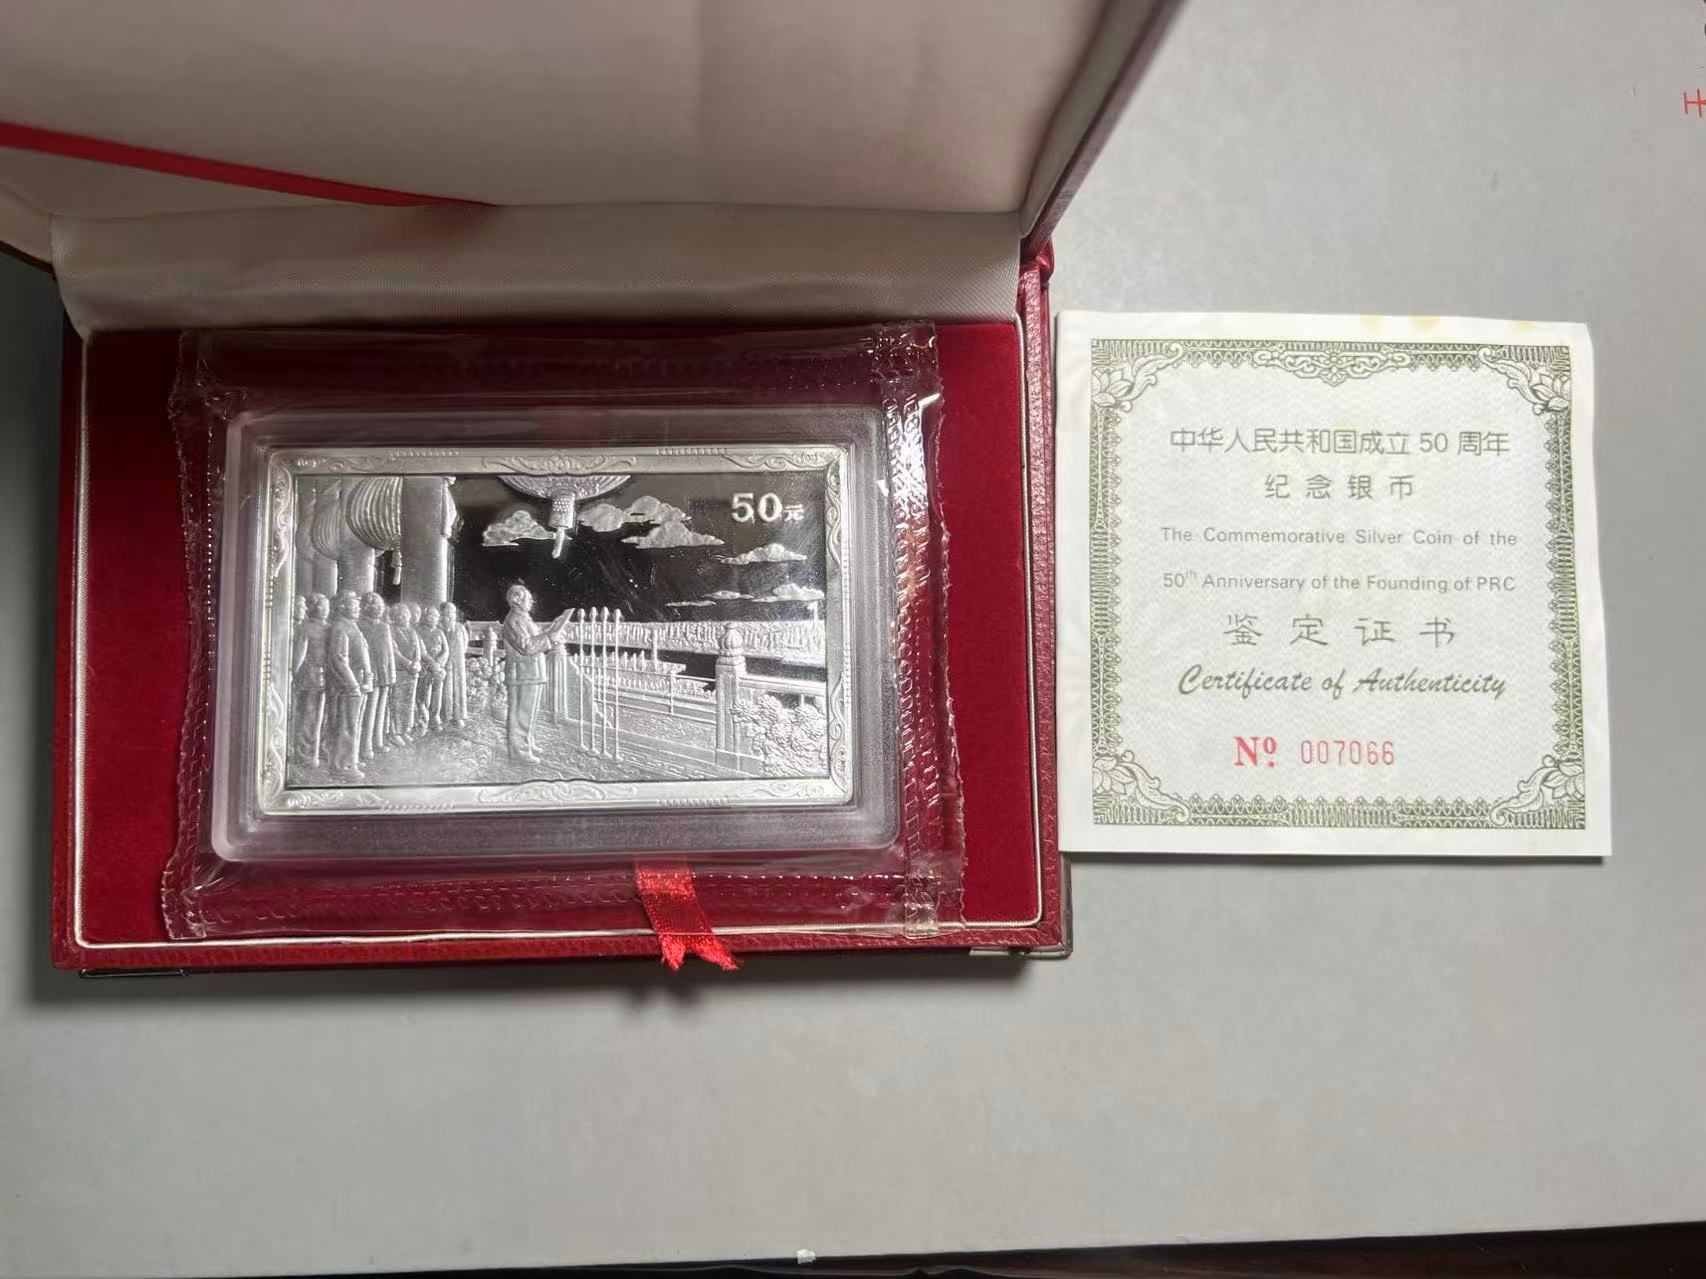 50元
中华人民共和国成立 50 周年
纪念银币
The Commemorative Silver Coin of the
50th Anniversary of the Founding of PRC
鉴定证书
Certificate of Authenticity
Nº 007066